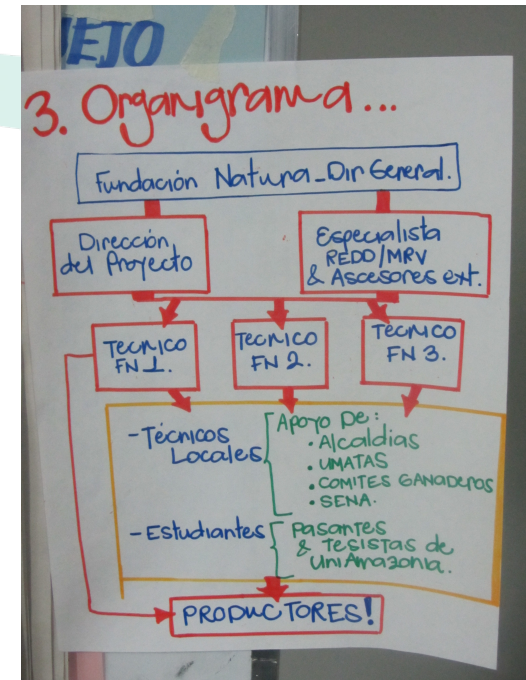 EJO
3. Organigrama...
Fundación Natura_Dir General.
Dirección
del Proyecto
Especialista
REDD/MRV
& Ascesores ext.
TECNICO
FN 1.
TECNICO
FN 2.
TECNICO
FN 3.
-Técnicos
Locales
APOYO De:
• Alcaldias
• UMATAS
• COMITES GANADEROS
• SENA.
-Estudiantes
Pasantes
& Tesistas de
UniAmazonia.
PRODUCTORES!